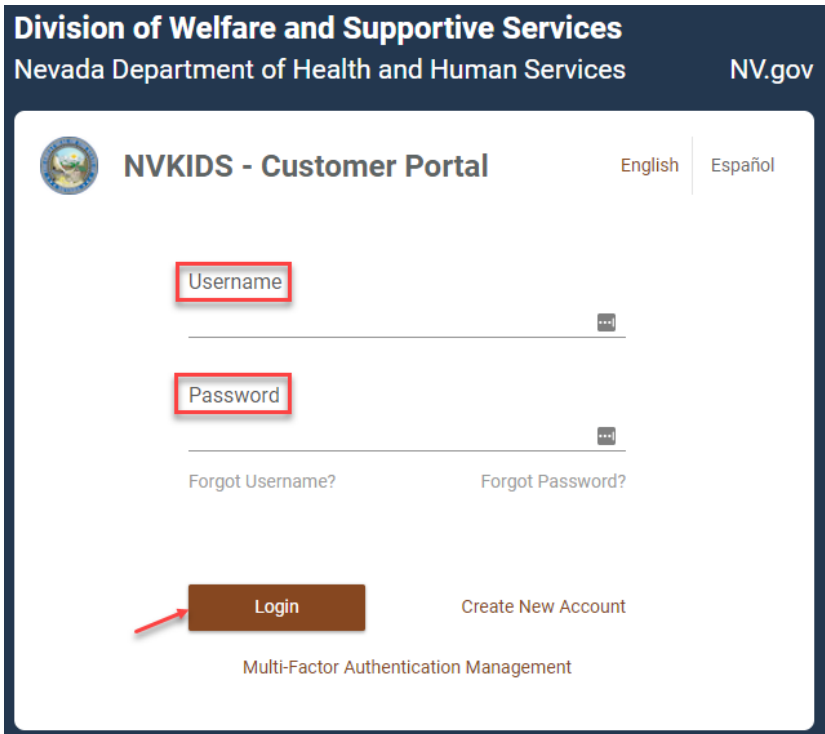 Division of Welfare and Supportive Services
Nevada Department of Health and Human Services NV.gov
NVKIDS - Customer Portal English Español
Username
Password
Forgot Username? Forgot Password?
Login Create New Account
Multi-Factor Authentication Management